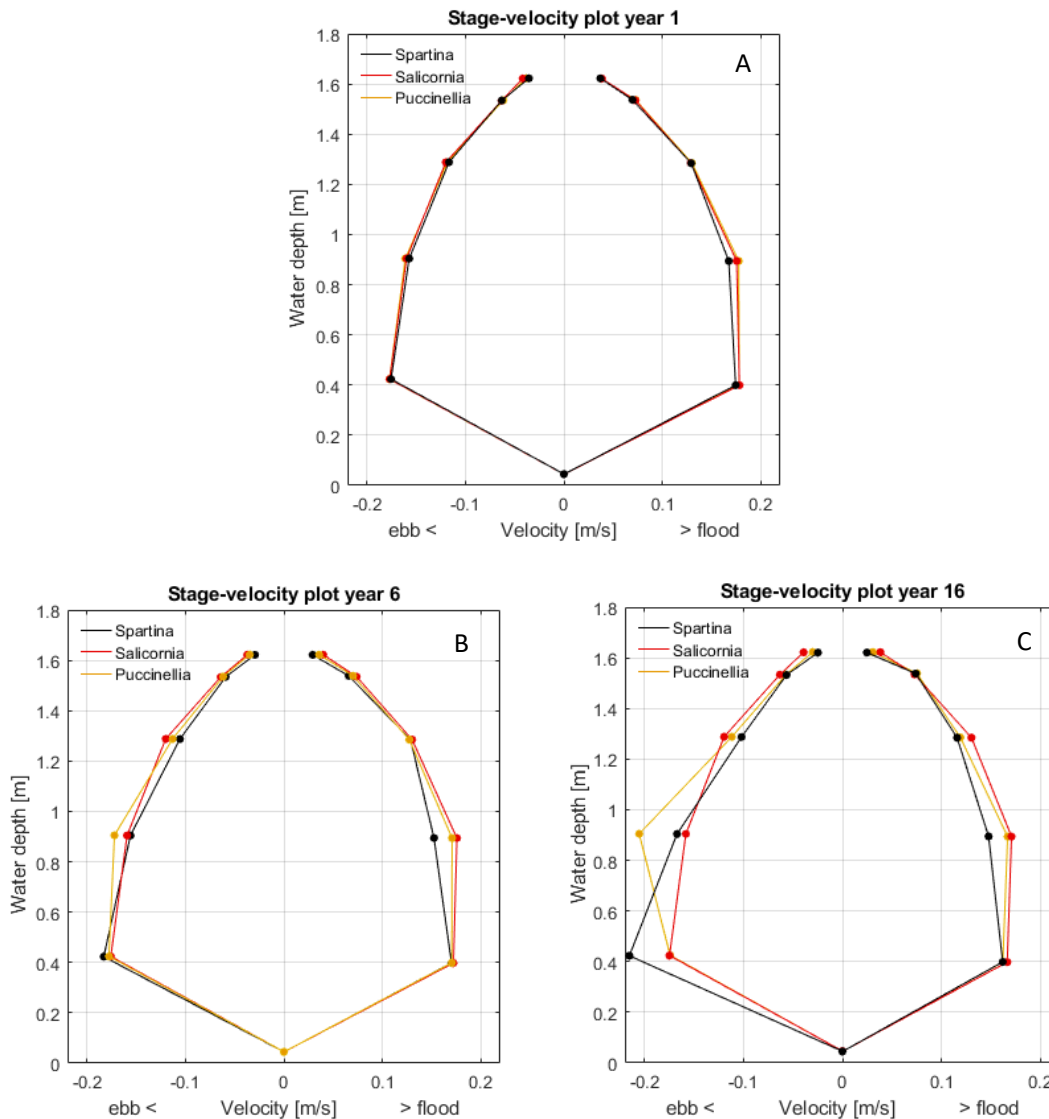 Stage-velocity plot year 1
A
Spartina
Salicornia
Puccinellia
Water depth [m]
1.8
1.6
1.4
1.2
1
0.8
0.6
0.4
0.2
0
-0.2 -0.1 0 0.1 0.2
ebb < Velocity [m/s] > flood
Stage-velocity plot year 6
B
Spartina
Salicornia
Puccinellia
Water depth [m]
1.8
1.6
1.4
1.2
1
0.8
0.6
0.4
0.2
0
-0.2 -0.1 0 0.1 0.2
ebb < Velocity [m/s] > flood
Stage-velocity plot year 16
C
Spartina
Salicornia
Puccinellia
Water depth [m]
1.8
1.6
1.4
1.2
1
0.8
0.6
0.4
0.2
0
-0.2 -0.1 0 0.1 0.2
ebb < Velocity [m/s] > flood